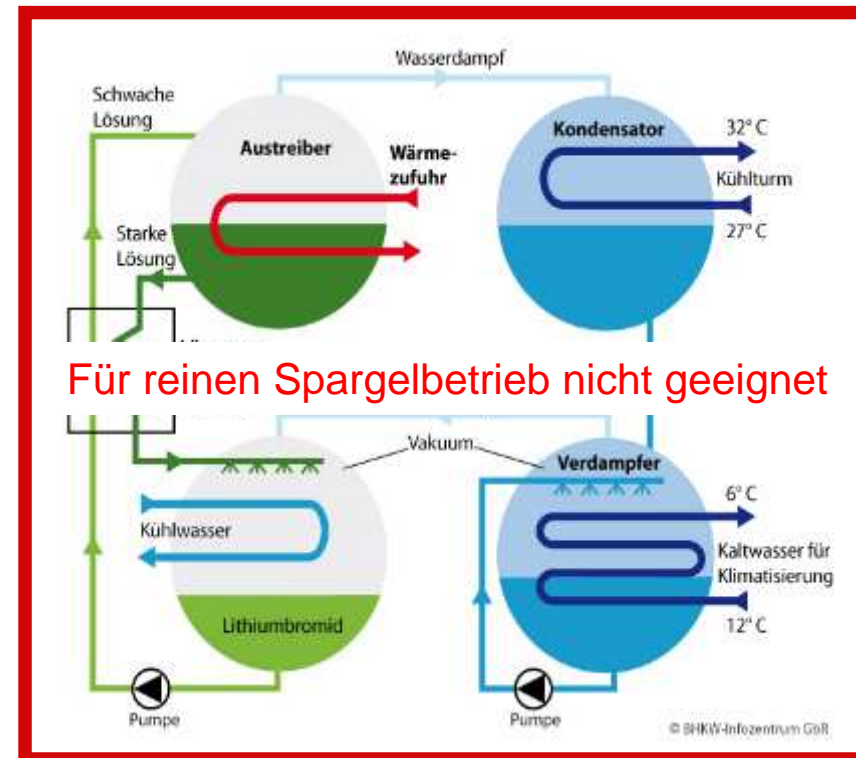 Wasserdampf
Schwache
Lösung
Austreiber
Wärme-
zufuhr
Kondensator
32° C
Kühlturm
27° C
Starke
Lösung
Für reinen Spargelbetrieb nicht geeignet
Vakuum
Verdampfer
6° C
Kühlwasser
Kaltwasser für
Klimatisierung
12° C
Lithiumbromid
Pumpe
Pumpe
© BHKW-Infozentrum GbR